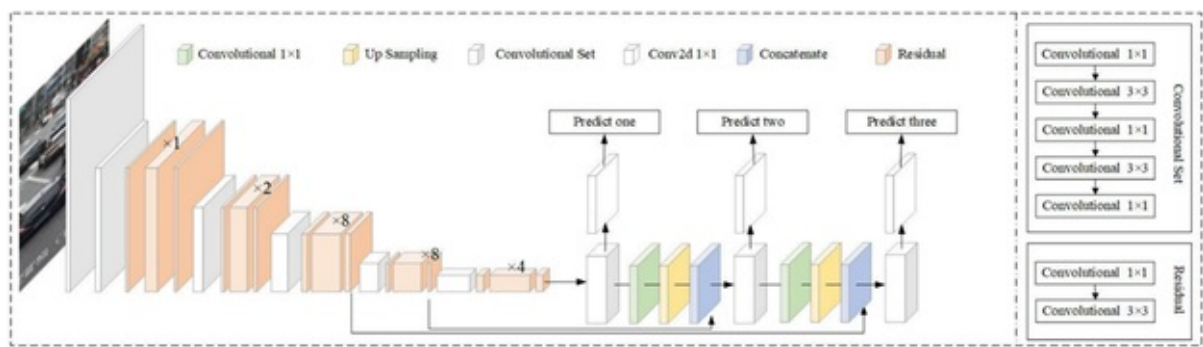 Convolutional 1×1
Up Sampling
Convolutional Set
Conv2d 1×1
Concatenate
Residual
×1
×2
×8
×8
×4
Predict one
Predict two
Predict three
Convolutional 1×1
Convolutional 3×3
Convolutional 1×1
Convolutional 3×3
Convolutional 1×1
Convolutional Set
Convolutional 1×1
Convolutional 3×3
Residual